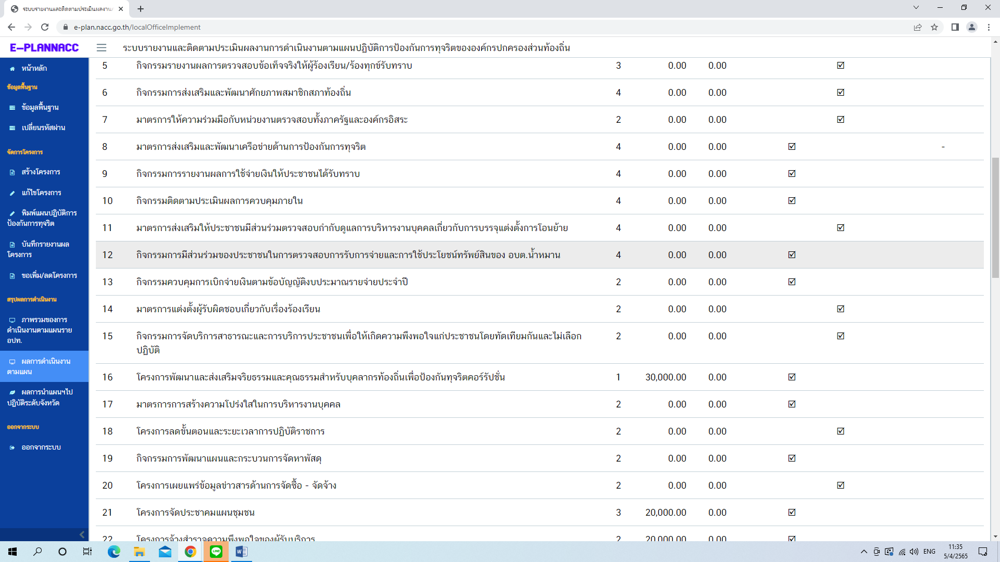 ระบบรายงานและติดตามประเมินผลงาน
e-plan.nacc.go.th/localOfficeImplement
E-PLANNACC
ระบบรายงานและติดตามประเมินผลงานการดำเนินงานตามแผนปฏิบัติการป้องกันการทุจริตขององค์กรปกครองส่วนท้องถิ่น
หน้าหลัก
ข้อมูลพื้นฐาน
ข้อมูลพื้นฐาน
เปลี่ยนรหัสผ่าน
จัดการโครงการ
สร้างโครงการ
แก้ไขโครงการ
พิมพ์แผนปฏิบัติการ
ป้องกันการทุจริต
บันทึกรายงานผล
โครงการ
ขอเพิ่ม/ลดโครงการ
สรุปผลการดำเนินงาน
ภาพรวมของการ
ดำเนินงานตามแผนราย
อปท.
ผลการดำเนินงาน
ตามแผน
ผลการนำแผนฯไป
ปฏิบัติระดับจังหวัด
ออกจากระบบ
ออกจากระบบ
5 กิจกรรมรายงานผลการตรวจสอบข้อเท็จจริงให้ผู้ร้องเรียน/ร้องทุกข์รับทราบ 3 0.00 0.00 ☑
6 กิจกรรมการส่งเสริมและพัฒนาศักยภาพสมาชิกสภาท้องถิ่น 4 0.00 0.00 ☑
7 มาตรการให้ความร่วมมือกับหน่วยงานตรวจสอบทั้งภาครัฐและองค์กรอิสระ 2 0.00 0.00 ☑
8 มาตรการส่งเสริมและพัฒนาเครือข่ายด้านการป้องกันการทุจริต 4 0.00 0.00 ☑ -
9 กิจกรรมการรายงานผลการใช้จ่ายเงินให้ประชาชนได้รับทราบ 4 0.00 0.00 ☑
10 กิจกรรมติดตามประเมินผลการควบคุมภายใน 4 0.00 0.00 ☑
11 มาตรการส่งเสริมให้ประชาชนมีส่วนร่วมตรวจสอบกำกับดูแลการบริหารงานบุคคลเกี่ยวกับการบรรจุแต่งตั้งการโอนย้าย 4 0.00 0.00 ☑
12 กิจกรรมการมีส่วนร่วมของประชาชนในการตรวจสอบการรับการจ่ายและการใช้ประโยชน์ทรัพย์สินของ อบต.น้ำหมาน 4 0.00 0.00 ☑
13 กิจกรรมควบคุมการเบิกจ่ายเงินตามข้อบัญญัติงบประมาณรายจ่ายประจำปี 2 0.00 0.00 ☑
14 มาตรการแต่งตั้งผู้รับผิดชอบเกี่ยวกับเรื่องร้องเรียน 2 0.00 0.00 ☑
15 กิจกรรมการจัดบริการสาธารณะและการบริการประชาชนเพื่อให้เกิดความพึงพอใจแก่ประชาชนโดยทัดเทียมกันและไม่เลือก 2 0.00 0.00 ☑
ปฏิบัติ
16 โครงการพัฒนาและส่งเสริมจริยธรรมและคุณธรรมสำหรับบุคลากรท้องถิ่นเพื่อป้องกันทุจริตคอร์รัปชั่น 1 30,000.00 0.00 ☑
17 มาตรการการสร้างความโปร่งใสในการบริหารงานบุคคล 2 0.00 0.00 ☑
18 โครงการลดขั้นตอนและระยะเวลาการปฏิบัติราชการ 2 0.00 0.00 ☑
19 กิจกรรมการพัฒนาแผนและกระบวนการจัดหาพัสดุ 2 0.00 0.00 ☑
20 โครงการเผยแพร่ข้อมูลข่าวสารด้านการจัดซื้อ - จัดจ้าง 2 0.00 0.00 ☑
21 โครงการจัดประชาคมแผนชุมชน 3 20,000.00 0.00 ☑
22 โครงการจ้างสำรวจความพึงพอใจของผู้รับบริการ 2 20,000.00 0.00 ☑
LINE
ENG
11:35
5/4/2565